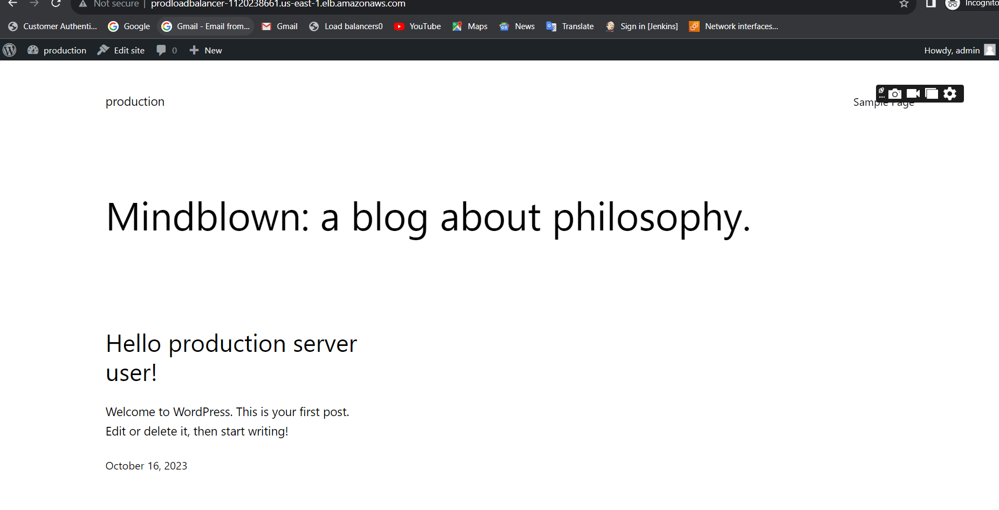 Not secure | prodloadbalancer-1120238661.us-east-1.elb.amazonaws.com Incognito
Customer Authenti... Google Gmail - Email from... Gmail Load balancers0 YouTube Maps News Translate Sign in [Jenkins] Network interfaces...
production Edit site 0 New Howdy, admin
production Sample Page
Mindblown: a blog about philosophy.
Hello production server
user!
Welcome to WordPress. This is your first post.
Edit or delete it, then start writing!
October 16, 2023